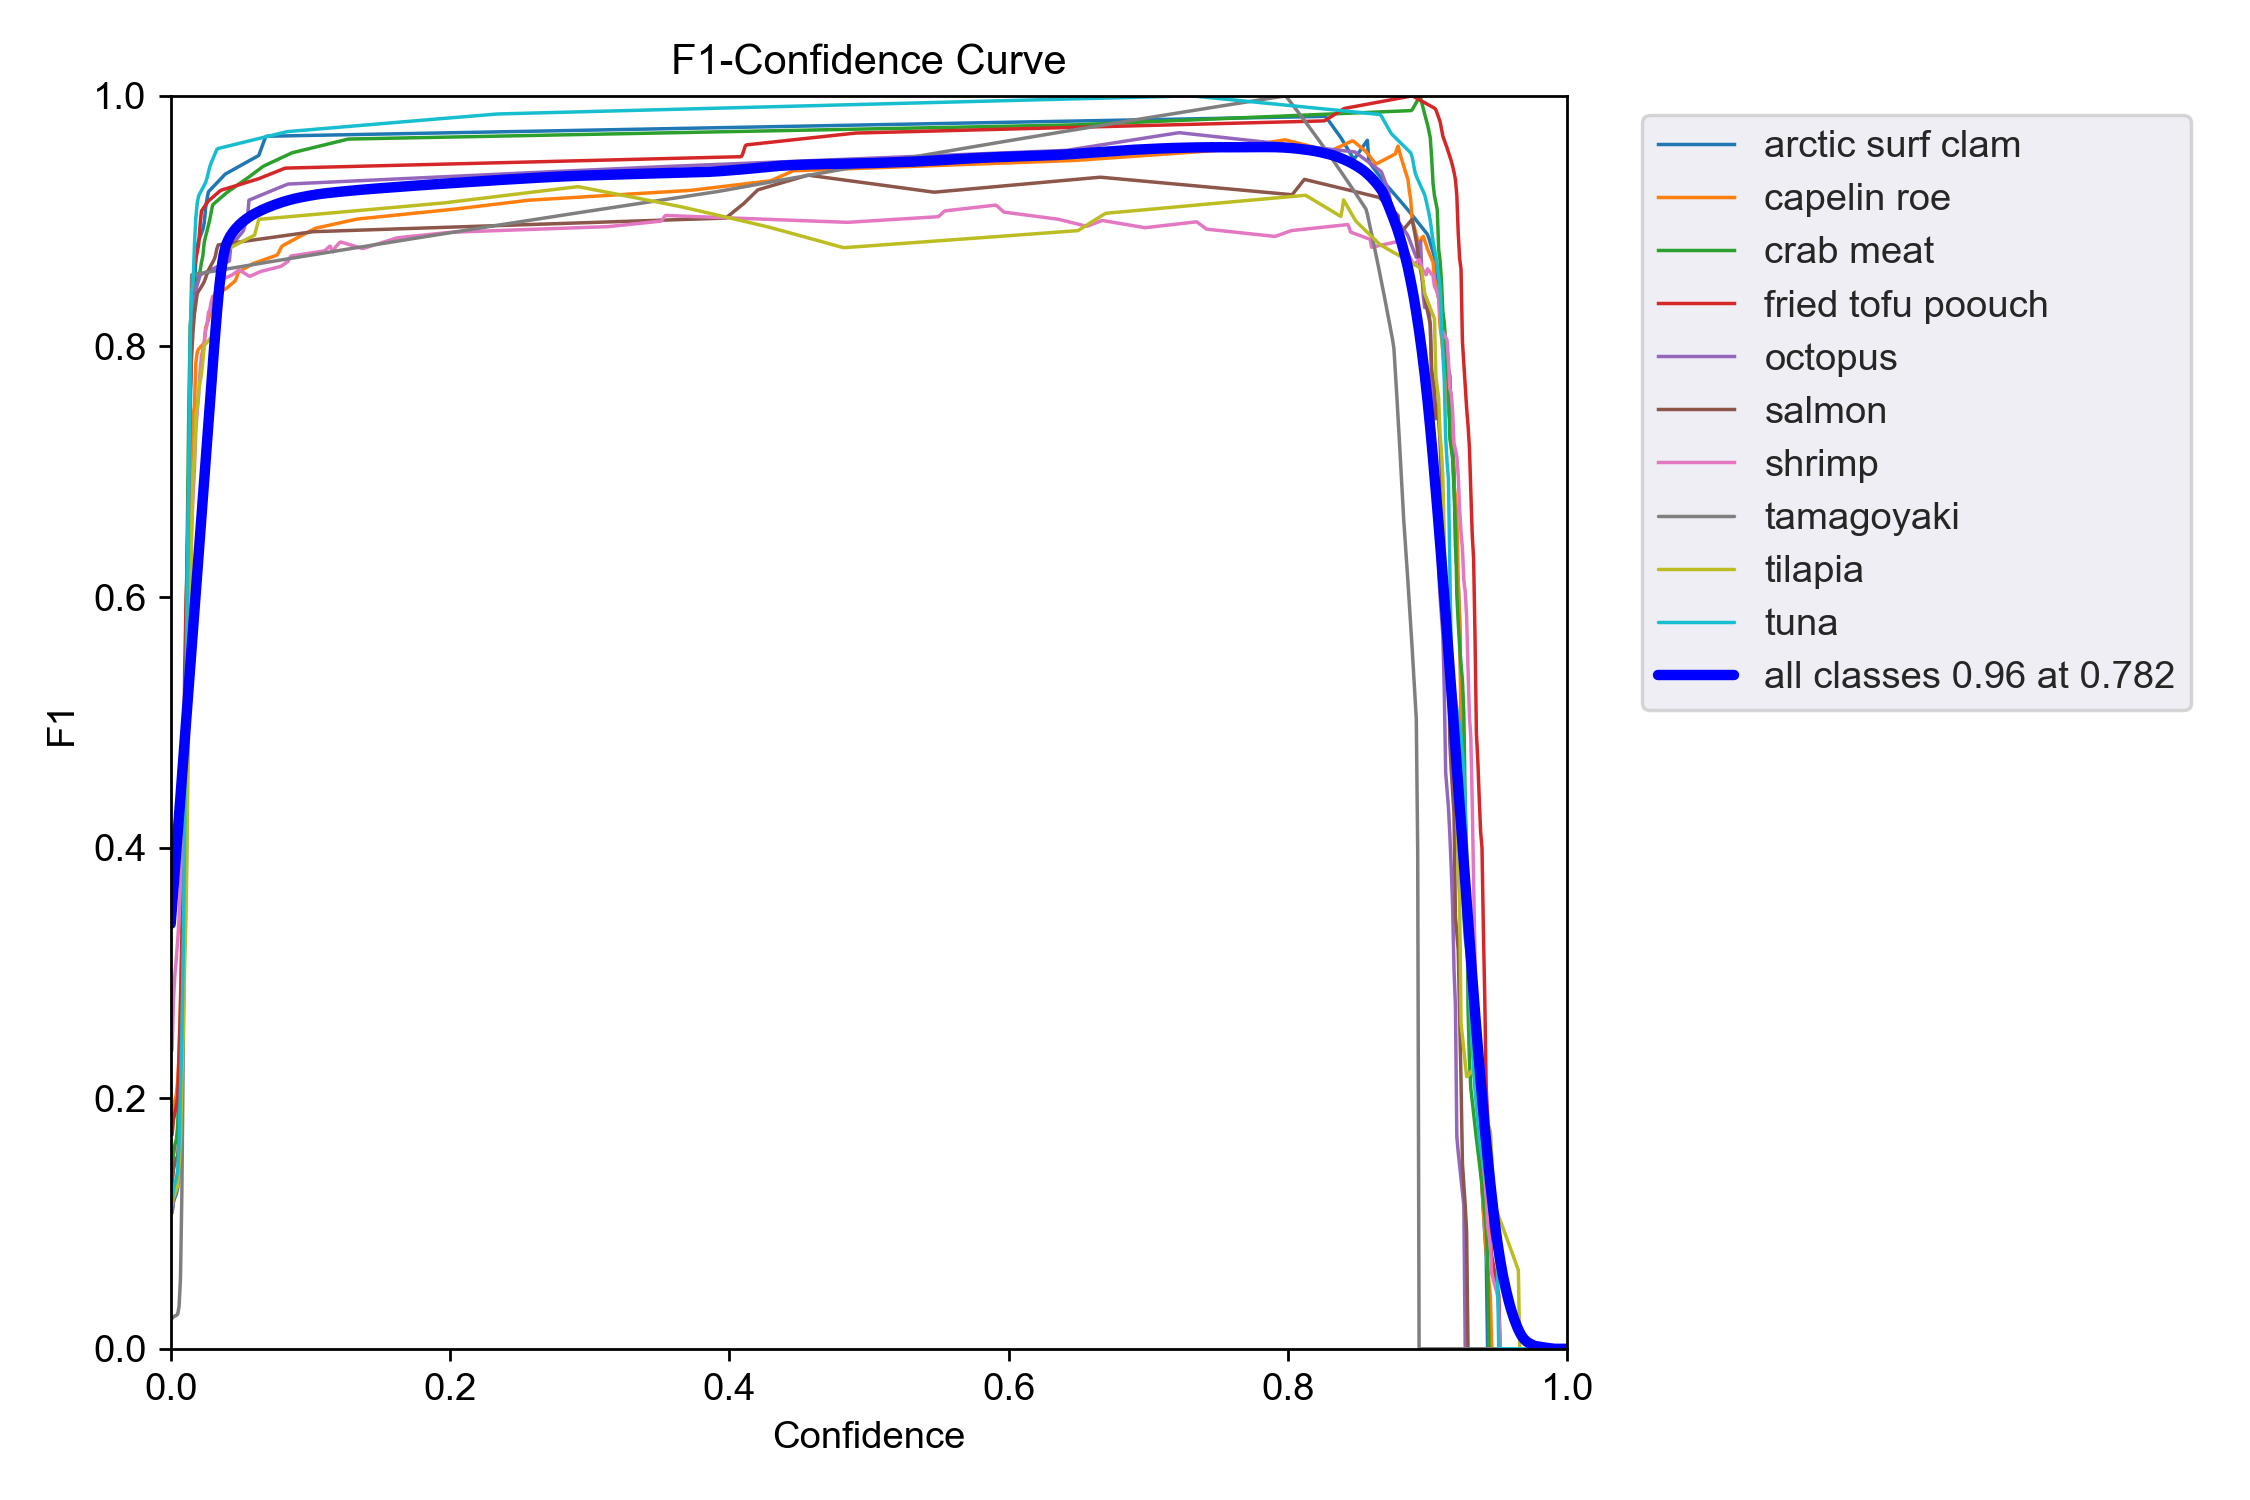 F1-Confidence Curve
1.0
0.8
0.6
0.4
0.2
0.0
F1
0.0 0.2 0.4 0.6 0.8 1.0
Confidence
arctic surf clam
capelin roe
crab meat
fried tofu poouch
octopus
salmon
shrimp
tamagoyaki
tilapia
tuna
all classes 0.96 at 0.782